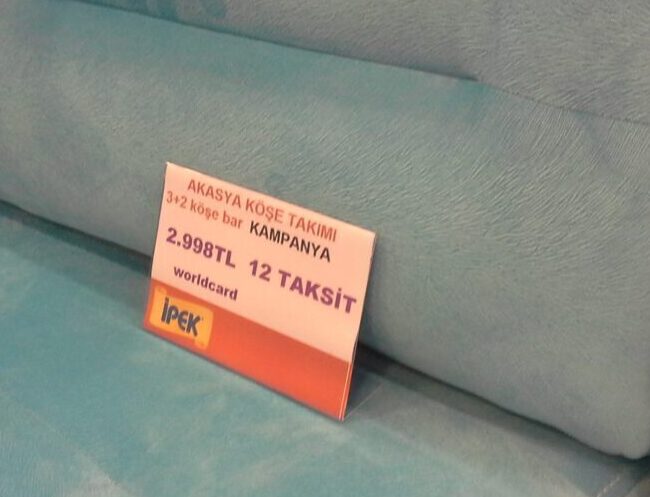 AKASYA KÖŞE TAKIMI
3+2 köşe bar KAMPANYA
2.998TL 12 TAKSİT
worldcard
İPEK